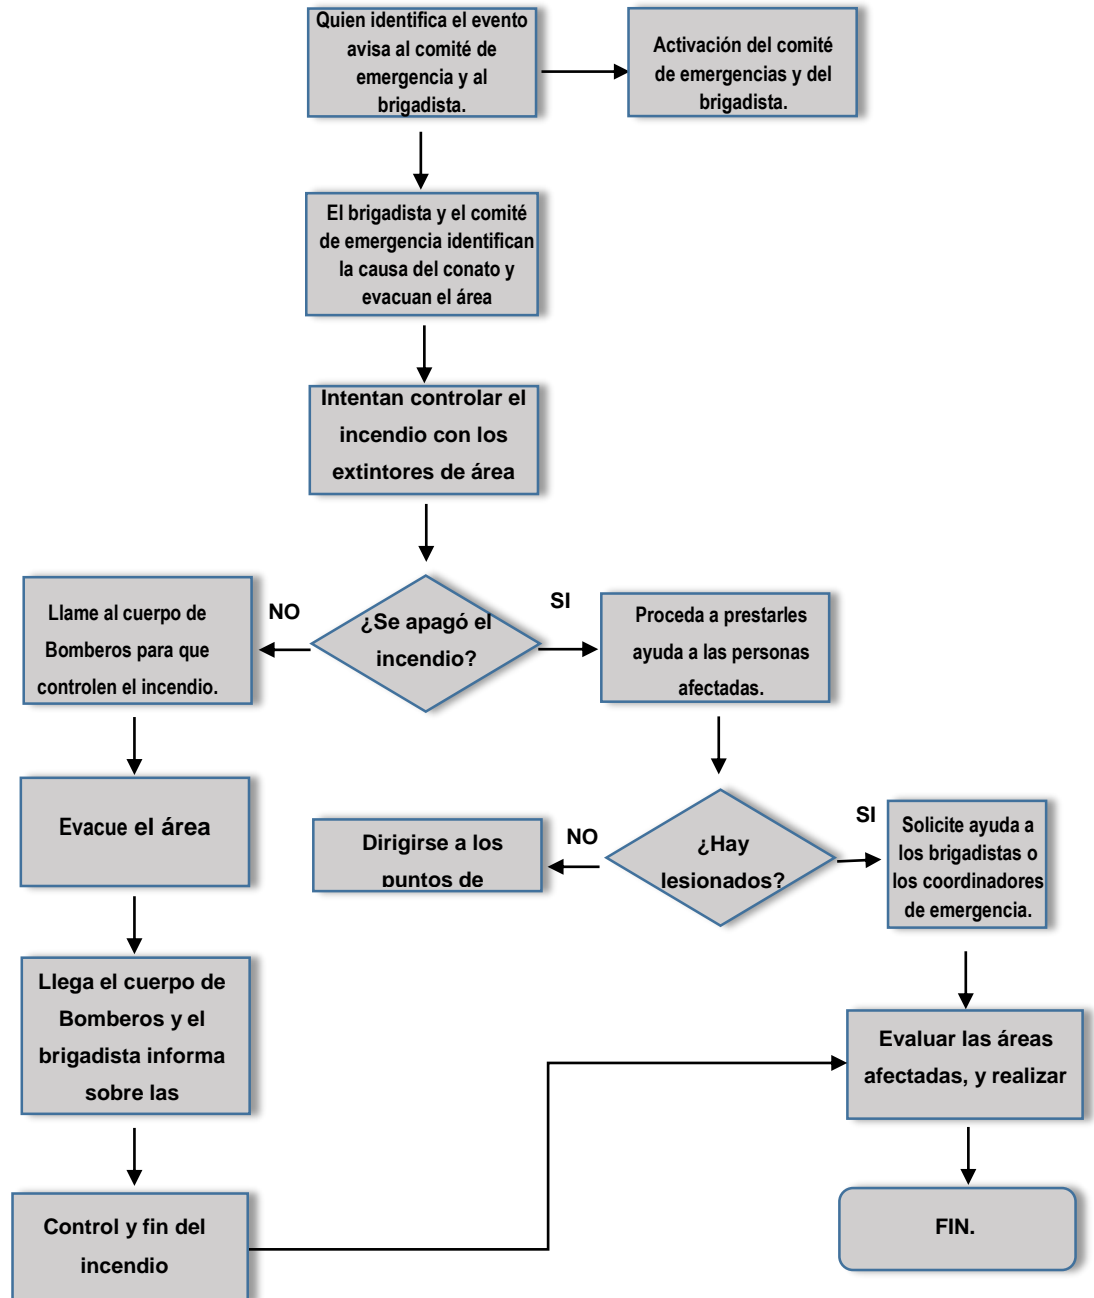 Quien identifica el evento
avisa al comité de
emergencia y al
brigadista.
Activación del comité
de emergencias y del
brigadista.
El brigadista y el comité
de emergencia identifican
la causa del conato y
evacuan el área
Intentan controlar el
incendio con los
extintores de área
Llame al cuerpo de
Bomberos para que
controlen el incendio.
NO
¿Se apagó el
incendio?
SI
Proceda a prestarles
ayuda a las personas
afectadas.
Evacue el área
Dirigirse a los
puntos de
NO
¿Hay
lesionados?
SI
Solicite ayuda a
los brigadistas o
los coordinadores
de emergencia.
Llega el cuerpo de
Bomberos y el
brigadista informa
sobre las
Evaluar las áreas
afectadas, y realizar
Control y fin del
incendio
FIN.